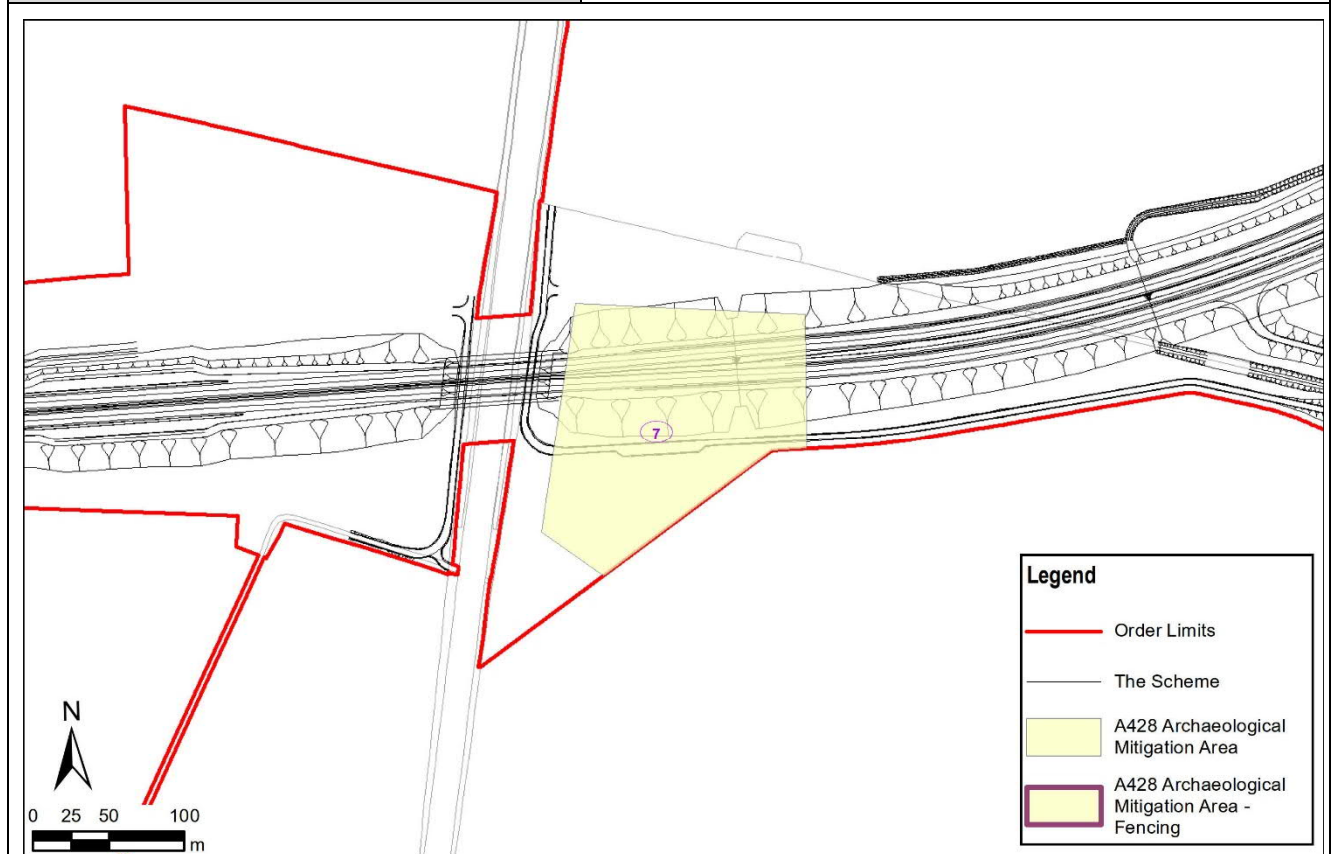 7
Legend
Order Limits
The Scheme
A428 Archaeological
Mitigation Area
A428 Archaeological
Mitigation Area -
Fencing
N
0 25 50 100
m